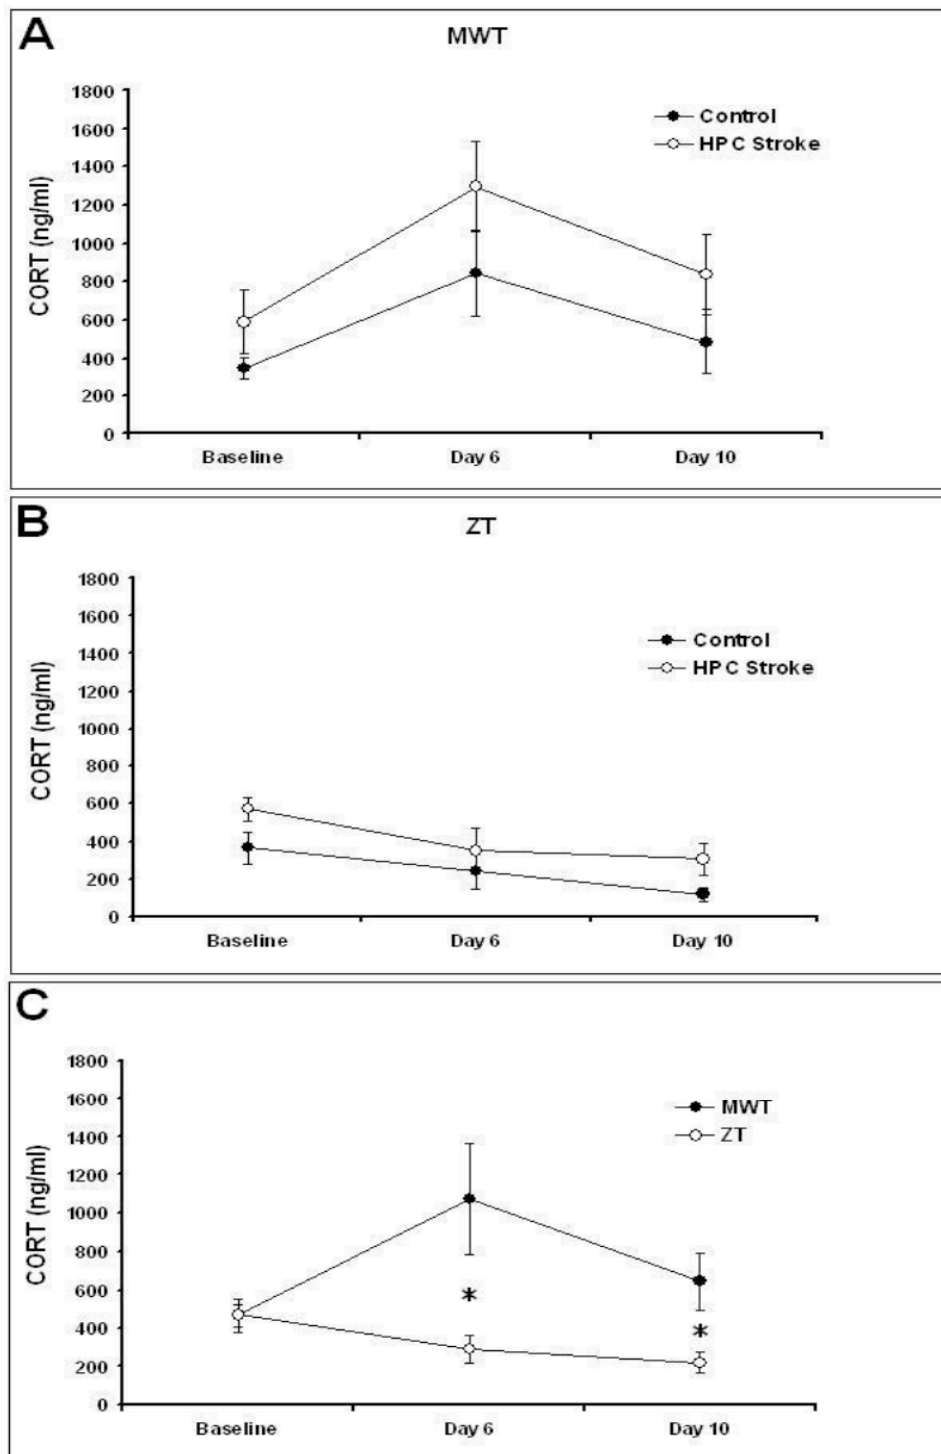 A
MWT
1800
1600
1400
1200
1000
800
600
400
200
0
CORT (ng/ml)
Control
HPC Stroke
Baseline Day 6 Day 10
B
ZT
1800
1600
1400
1200
1000
800
600
400
200
0
CORT (ng/ml)
Control
HPC Stroke
Baseline Day 6 Day 10
C
1800
1600
1400
1200
1000
800
600
400
200
0
CORT (ng/ml)
MWT
ZT
*
*
Baseline Day 6 Day 10